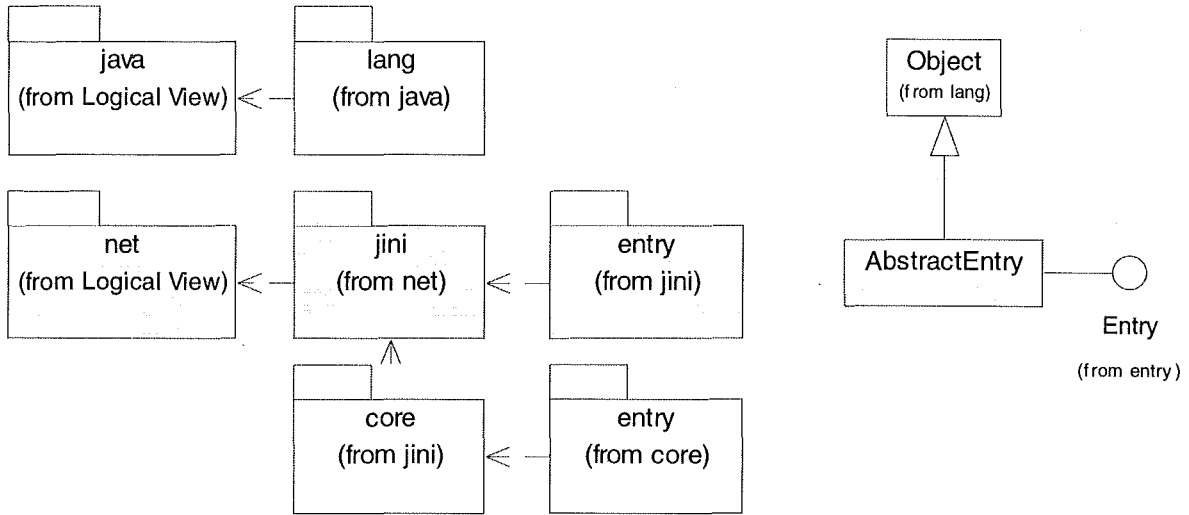 java
(from Logical View)
lang
(from java)
Object
(from lang)
net
(from Logical View)
jini
(from net)
entry
(from jini)
AbstractEntry
Entry
(from entry)
core
(from jini)
entry
(from core)